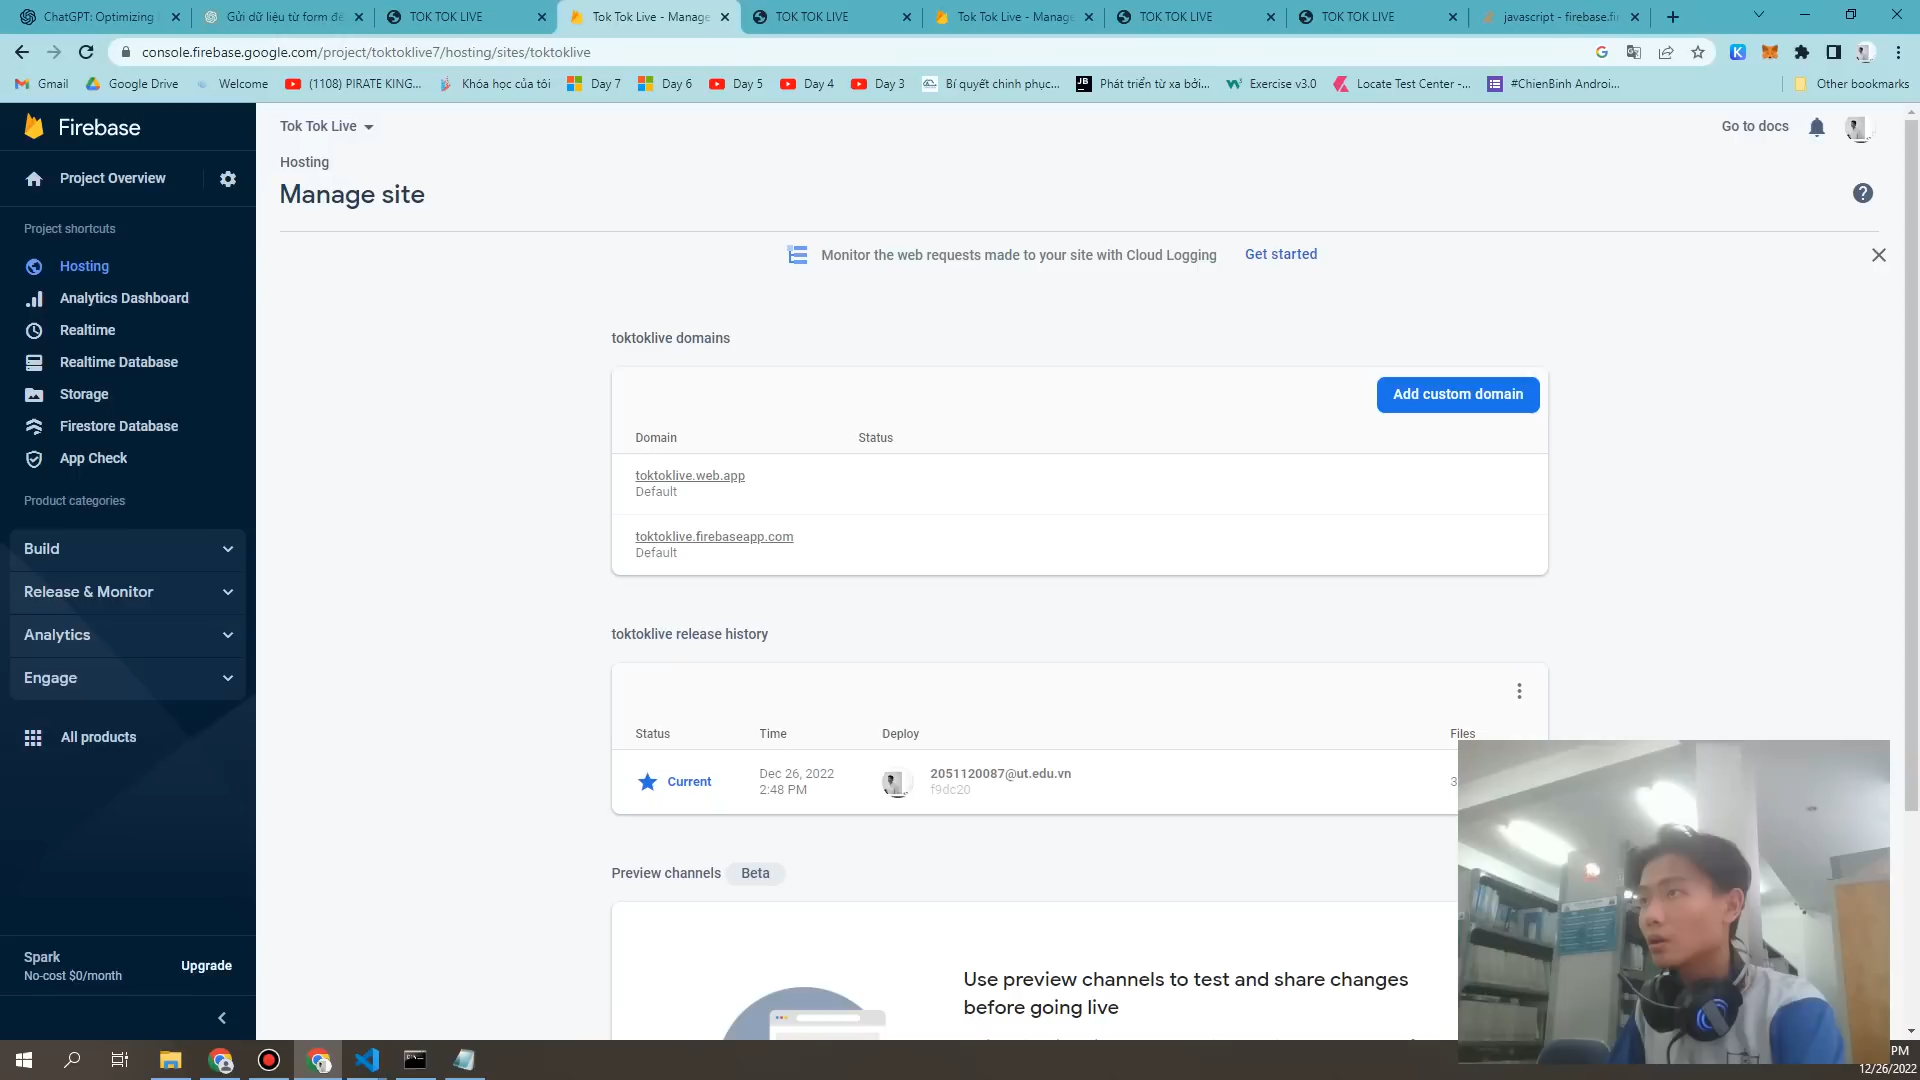 ChatGPT: Optimizing
Gửi dữ liệu từ form để
TOK TOK LIVE
Tok Tok Live - Manage
TOK TOK LIVE
Tok Tok Live - Manage
TOK TOK LIVE
TOK TOK LIVE
javascript - firebase.fi
console.firebase.google.com/project/toktoklive7/hosting/sites/toktoklive
Gmail
Google Drive
Welcome
(1108) PIRATE KING...
Khóa học của tôi
Day 7
Day 6
Day 5
Day 4
Day 3
Bí quyết chinh phục...
Phát triển từ xa bởi...
Exercise v3.0
Locate Test Center -...
#ChienBinh Androi...
Other bookmarks
Firebase
Project Overview
Project shortcuts
Hosting
Analytics Dashboard
Realtime
Realtime Database
Storage
Firestore Database
App Check
Product categories
Build
Release & Monitor
Analytics
Engage
All products
Spark
No-cost $0/month
Upgrade
Tok Tok Live
Go to docs
Hosting
Manage site
Monitor the web requests made to your site with Cloud Logging
Get started
toktoklive domains
Add custom domain
Domain Status
toktoklive.web.app
Default
toktoklive.firebaseapp.com
Default
toktoklive release history
Status Time Deploy Files
Current
Dec 26, 2022
2:48 PM
2051120087@ut.edu.vn
f9dc20
3
Preview channels Beta
Use preview channels to test and share changes
before going live
PM
12/26/2022